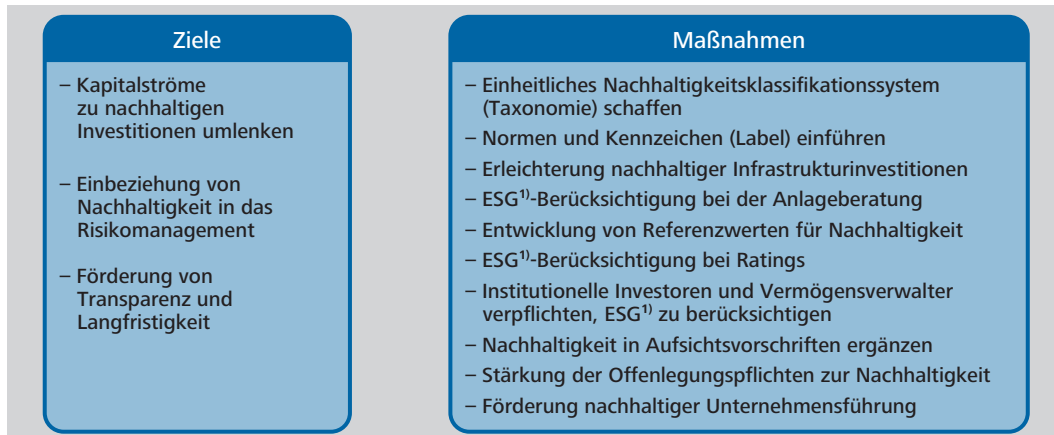 Ziele
– Kapitalströme
zu nachhaltigen
Investitionen umlenken
– Einbeziehung von
Nachhaltigkeit in das
Risikomanagement
– Förderung von
Transparenz und
Langfristigkeit
Maßnahmen
– Einheitliches Nachhaltigkeitsklassifikationssystem
(Taxonomie) schaffen
– Normen und Kennzeichen (Label) einführen
– Erleichterung nachhaltiger Infrastrukturinvestitionen
– ESG¹⁾-Berücksichtigung bei der Anlageberatung
– Entwicklung von Referenzwerten für Nachhaltigkeit
– ESG¹⁾-Berücksichtigung bei Ratings
– Institutionelle Investoren und Vermögensverwalter
verpflichten, ESG¹⁾ zu berücksichtigen
– Nachhaltigkeit in Aufsichtsvorschriften ergänzen
– Stärkung der Offenlegungspflichten zur Nachhaltigkeit
– Förderung nachhaltiger Unternehmensführung